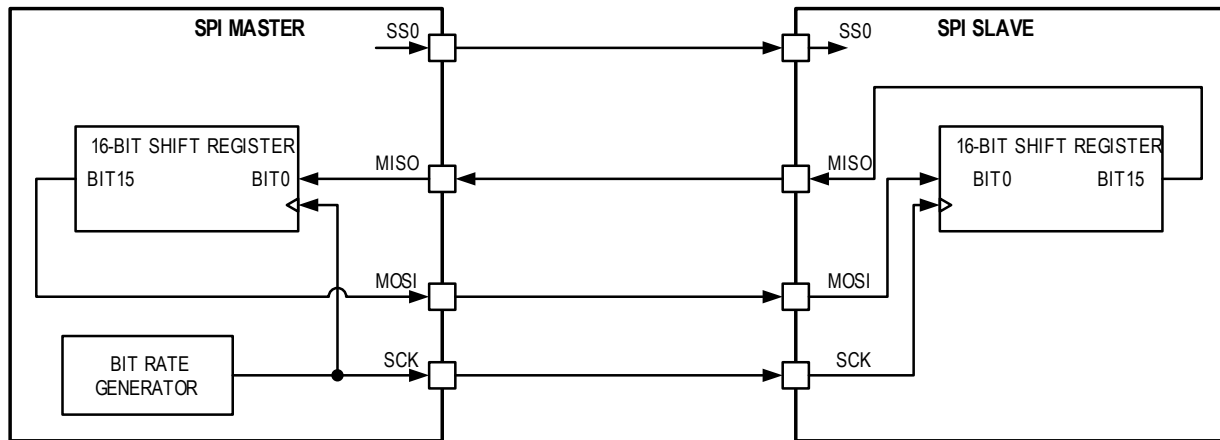 SPI MASTER
SS0
16-BIT SHIFT REGISTER
BIT15 BIT0
MISO
MOSI
BIT RATE
GENERATOR
SCK
SPI SLAVE
SS0
MISO
16-BIT SHIFT REGISTER
BIT0 BIT15
MOSI
SCK